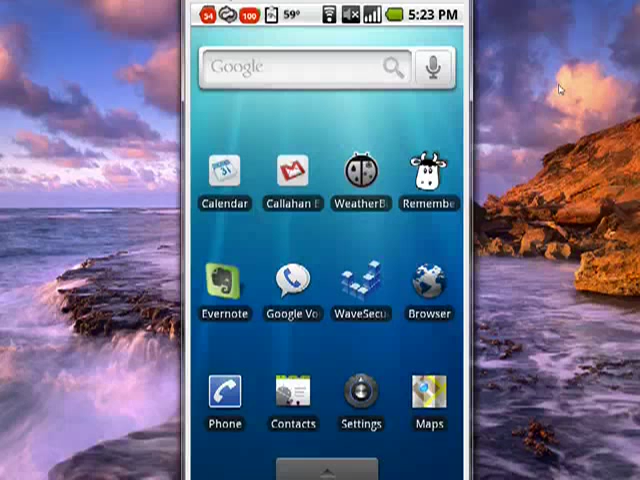 34 100 59° 5:23 PM
Google
Calendar Callahan WeatherB Remembe
Evernote Google Vo WaveSecu Browser
Phone Contacts Settings Maps